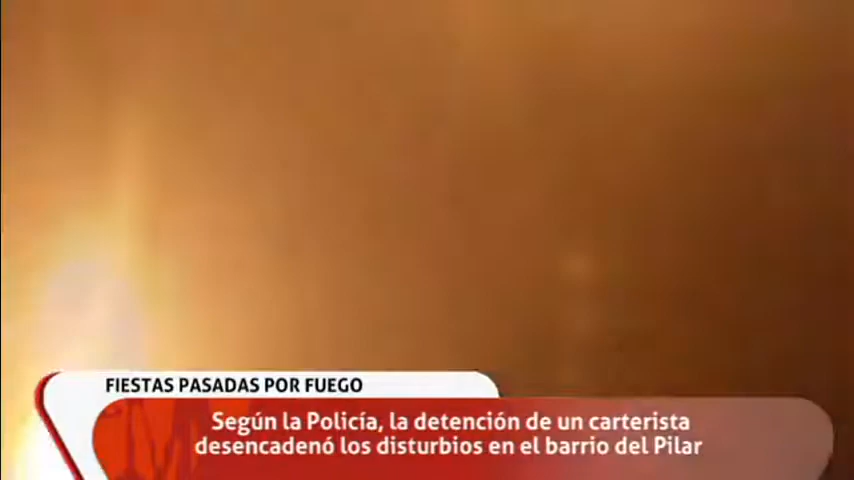 FIESTAS PASADAS POR FUEGO
Según la Policía, la detención de un carterista
desencadenó los disturbios en el barrio del Pilar